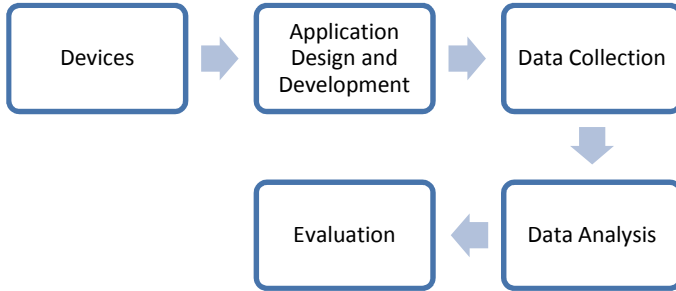 Devices
Application
Design and
Development
Data Collection
Data Analysis
Evaluation